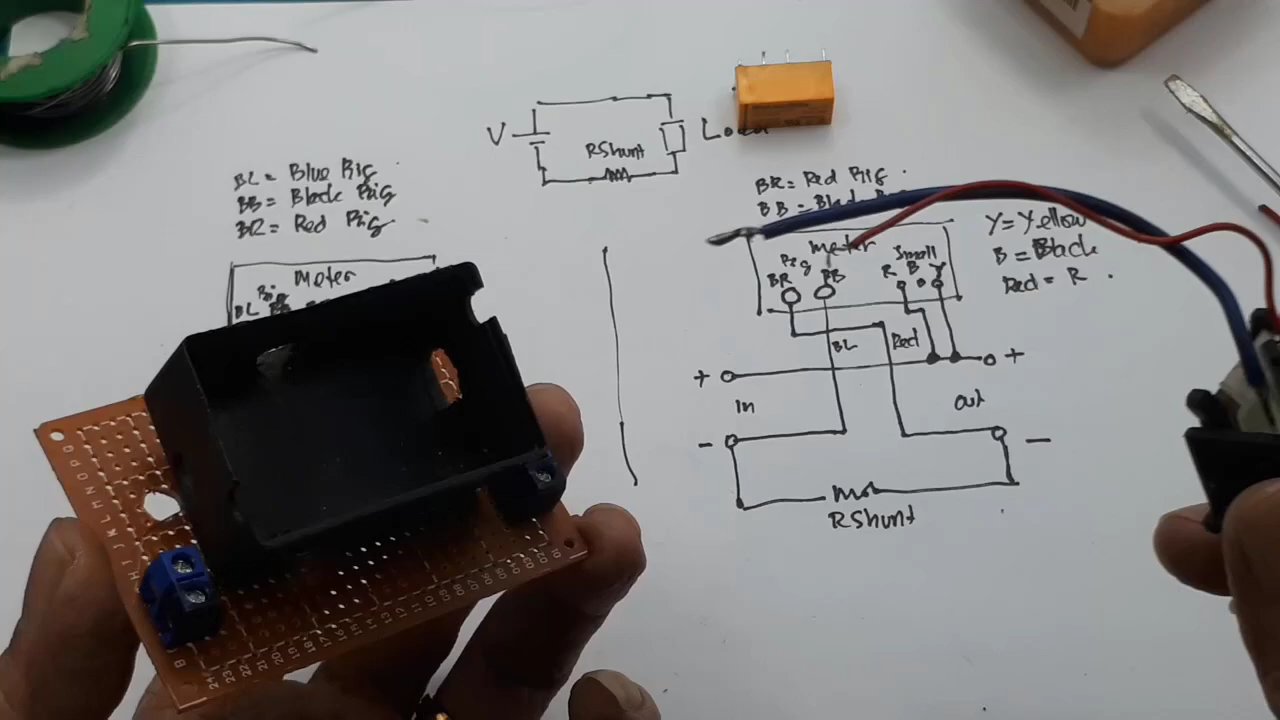 V
RShunt
BL = Blue Big
BB = Black Big
BR = Red Big
Meter
BL
BR = Red Big
Y = Yellow
B = Black
Red = R
meter
Big
Small
BR
BB
R B Y
BL
Red
+
+
In
out
-
-
RShunt